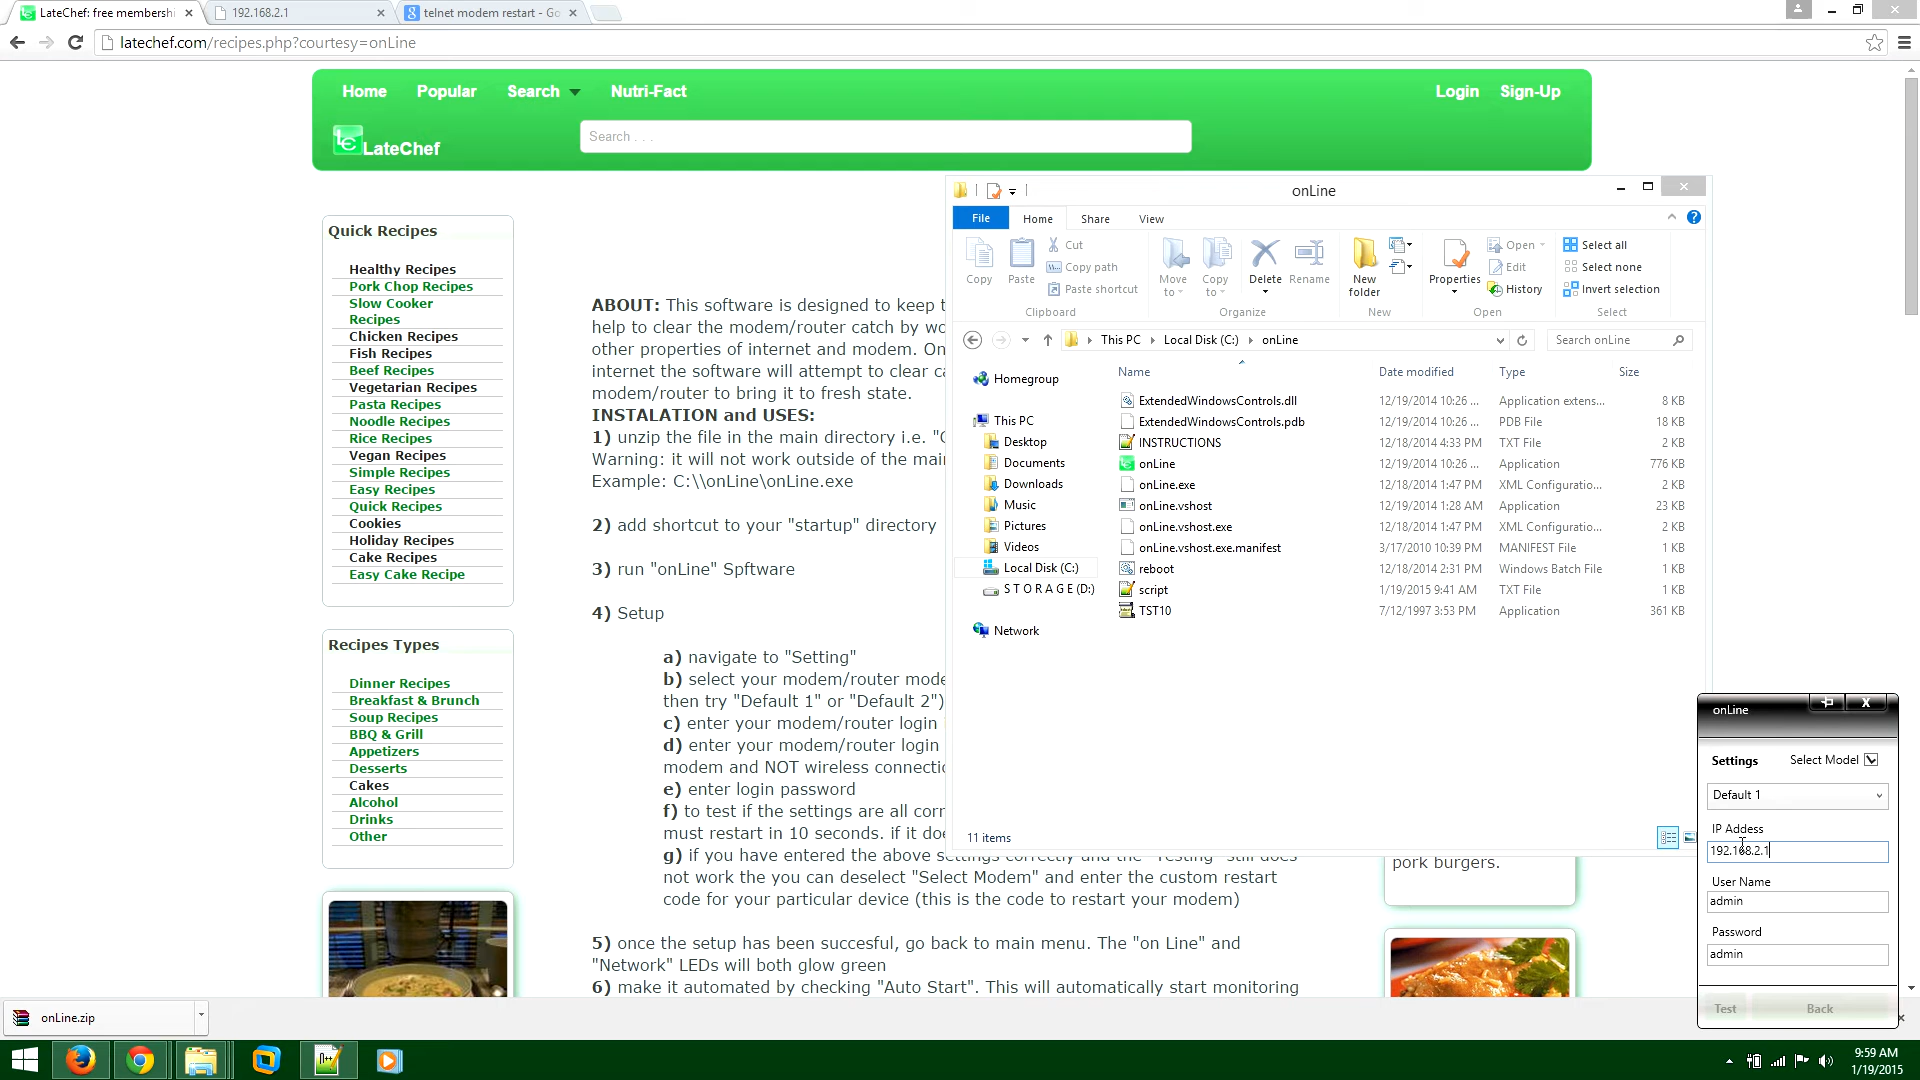 LateChef: free membershi
192.168.2.1
telnet modem restart - Go
latechef.com/recipes.php?courtesy=onLine
Home Popular Search Nutri-Fact Login Sign-Up
LC LateChef
Search . . .
Quick Recipes
Healthy Recipes
Pork Chop Recipes
Slow Cooker
Recipes
Chicken Recipes
Fish Recipes
Beef Recipes
Vegetarian Recipes
Pasta Recipes
Noodle Recipes
Rice Recipes
Vegan Recipes
Simple Recipes
Easy Recipes
Quick Recipes
Cookies
Holiday Recipes
Cake Recipes
Easy Cake Recipe
Recipes Types
Dinner Recipes
Breakfast & Brunch
Soup Recipes
BBQ & Grill
Appetizers
Desserts
Cakes
Alcohol
Drinks
Other
ABOUT: This software is designed to keep
help to clear the modem/router catch by
other properties of internet and modem. On
internet the software will attempt to clear
modem/router to bring it to fresh state.
INSTALATION and USES:
1) unzip the file in the main directory i.e.
Warning: it will not work outside of the
Example: C:\\onLine\onLine.exe
2) add shortcut to your "startup" directory
3) run "onLine" Spftware
4) Setup
a) navigate to "Setting"
b) select your modem/router
then try "Default 1" or "Default 2")
c) enter your modem/router login
d) enter your modem/router login
modem and NOT wireless
e) enter login password
f) to test if the settings are all
must restart in 10 seconds. if it
g) if you have entered the above settings correctly and the "Testing" still does
not work the you can deselect "Select Modem" and enter the custom restart
code for your particular device (this is the code to restart your modem)
5) once the setup has been succesful, go back to main menu. The "on Line" and
"Network" LEDs will both glow green
6) make it automated by checking "Auto Start". This will automatically start monitoring
pork burgers.
onLine
File Home Share View
Copy
Paste
Cut
Copy path
Paste shortcut
Clipboard
Move to
Copy to
Delete
Rename
Organize
New folder
New
Properties
Open
Edit
History
Open
Select all
Select none
Invert selection
Select
This PC Local Disk (C:) onLine
Search onLine
Homegroup
This PC
Desktop
Documents
Downloads
Music
Pictures
Videos
Local Disk (C:)
S T O R A G E (D:)
Network
Name Date modified Type Size
ExtendedWindowsControls.dll 12/19/2014 10:26 ... Application extens... 8 KB
ExtendedWindowsControls.pdb 12/19/2014 10:26 ... PDB File 18 KB
INSTRUCTIONS 12/18/2014 4:33 PM TXT File 2 KB
onLine 12/19/2014 10:26 ... Application 776 KB
onLine.exe 12/18/2014 1:47 PM XML Configuratio... 2 KB
onLine.vshost 12/19/2014 1:28 AM Application 23 KB
onLine.vshost.exe 12/18/2014 1:47 PM XML Configuratio... 2 KB
onLine.vshost.exe.manifest 3/17/2010 10:39 PM MANIFEST File 1 KB
reboot 12/18/2014 2:31 PM Windows Batch File 1 KB
script 1/19/2015 9:41 AM TXT File 1 KB
TST10 7/12/1997 3:53 PM Application 361 KB
11 items
onLine
X
Settings Select Model
Default 1
IP Addess
192.168.2.1
User Name
admin
Password
admin
Test Back
onLine.zip
9:59 AM
1/19/2015